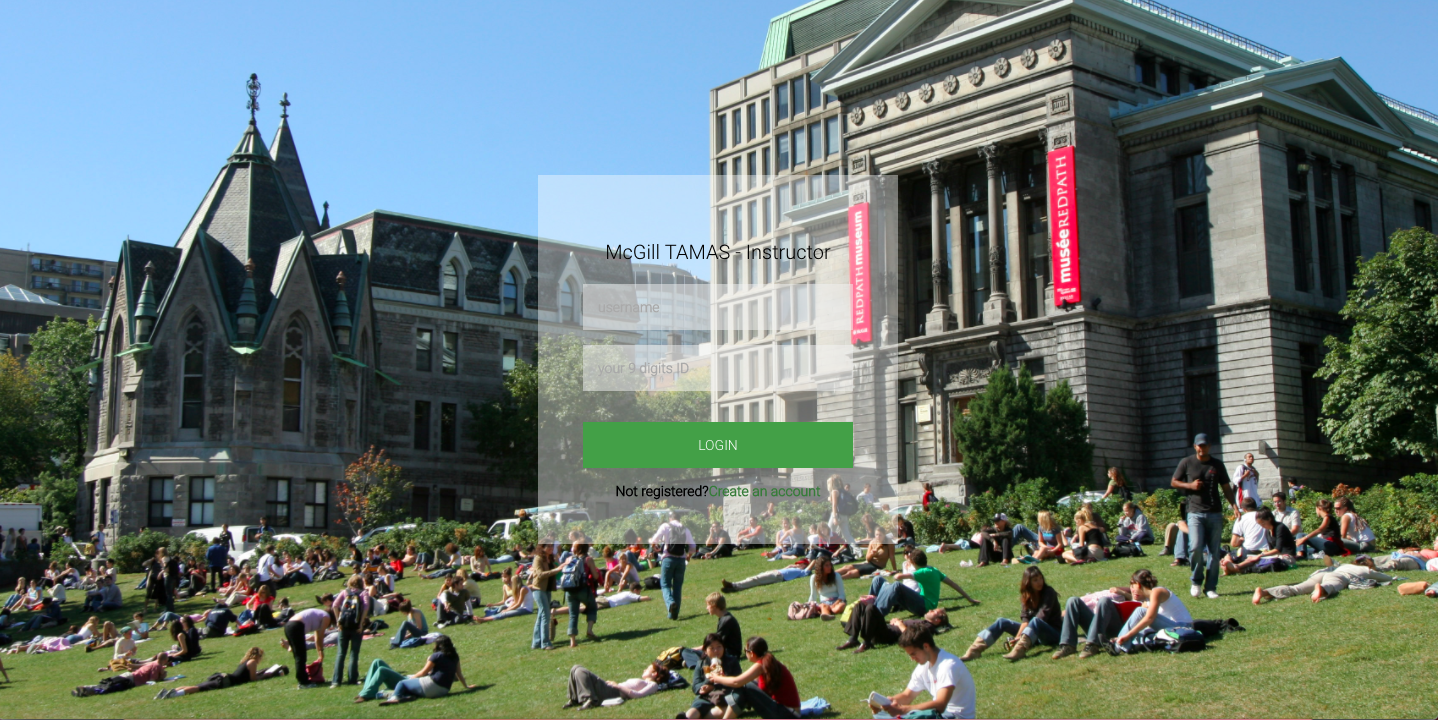 McGill TAMAS - Instructor
username
your 9 digits ID
LOGIN
Not registered?Create an account
REDPATH museum
musée REDPATH